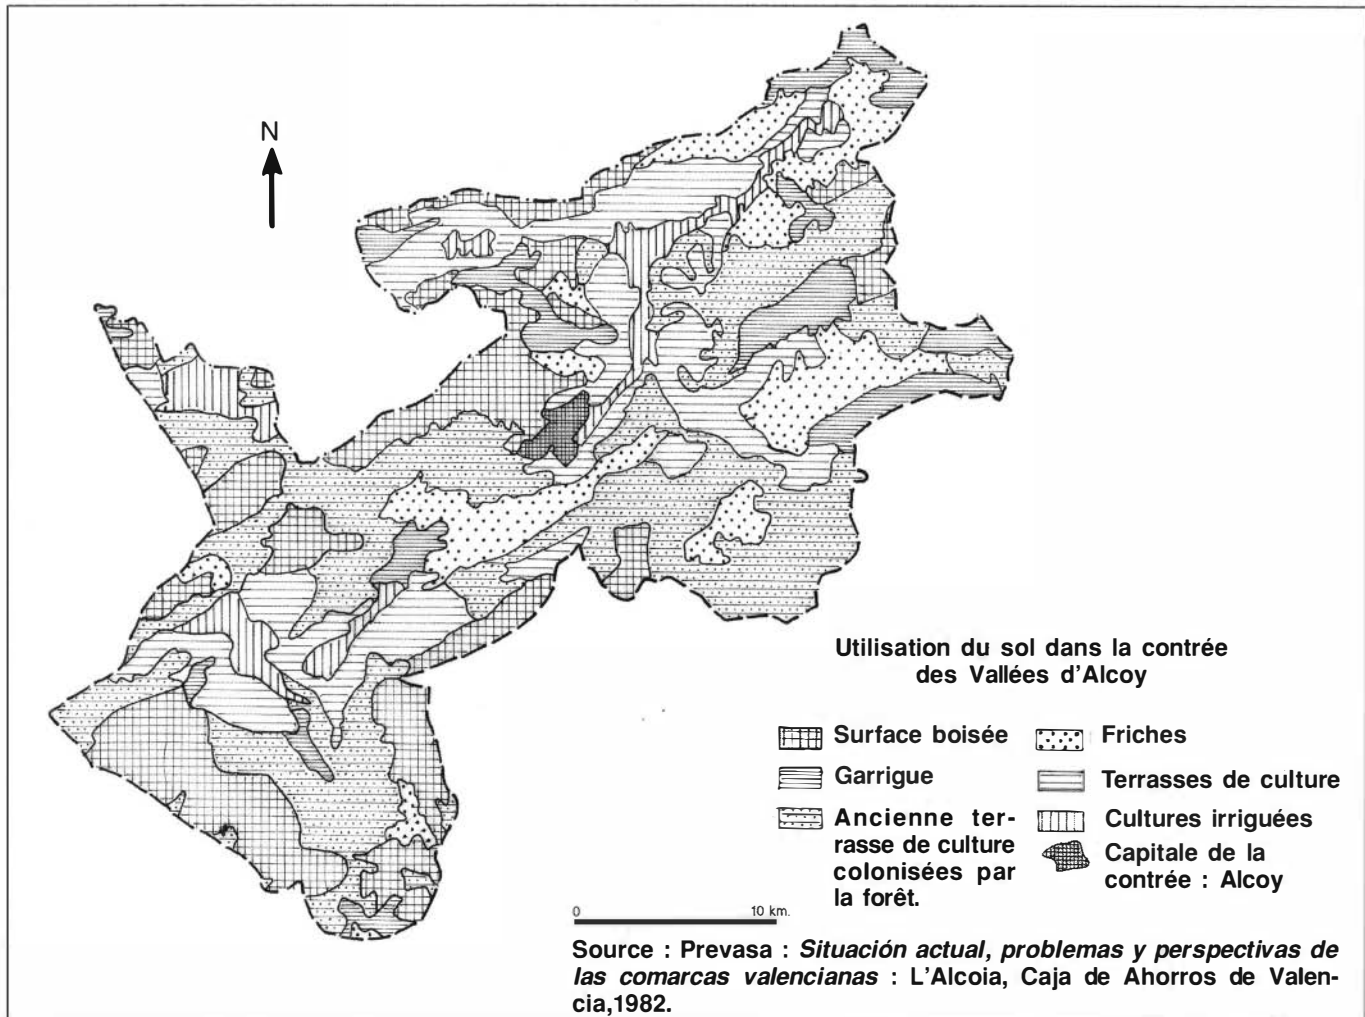 N
Utilisation du sol dans la contrée
des Vallées d'Alcoy
Surface boisée
Garrigue
Ancienne ter-
rasse de culture
colonisées par
la forêt.
Friches
Terrasses de culture
Cultures irriguées
Capitale de la
contrée : Alcoy
0 10 km.
Source : Prevasa : Situación actual, problemas y perspectivas de
las comarcas valencianas : L'Alcoia, Caja de Ahorros de Valen-
cia,1982.